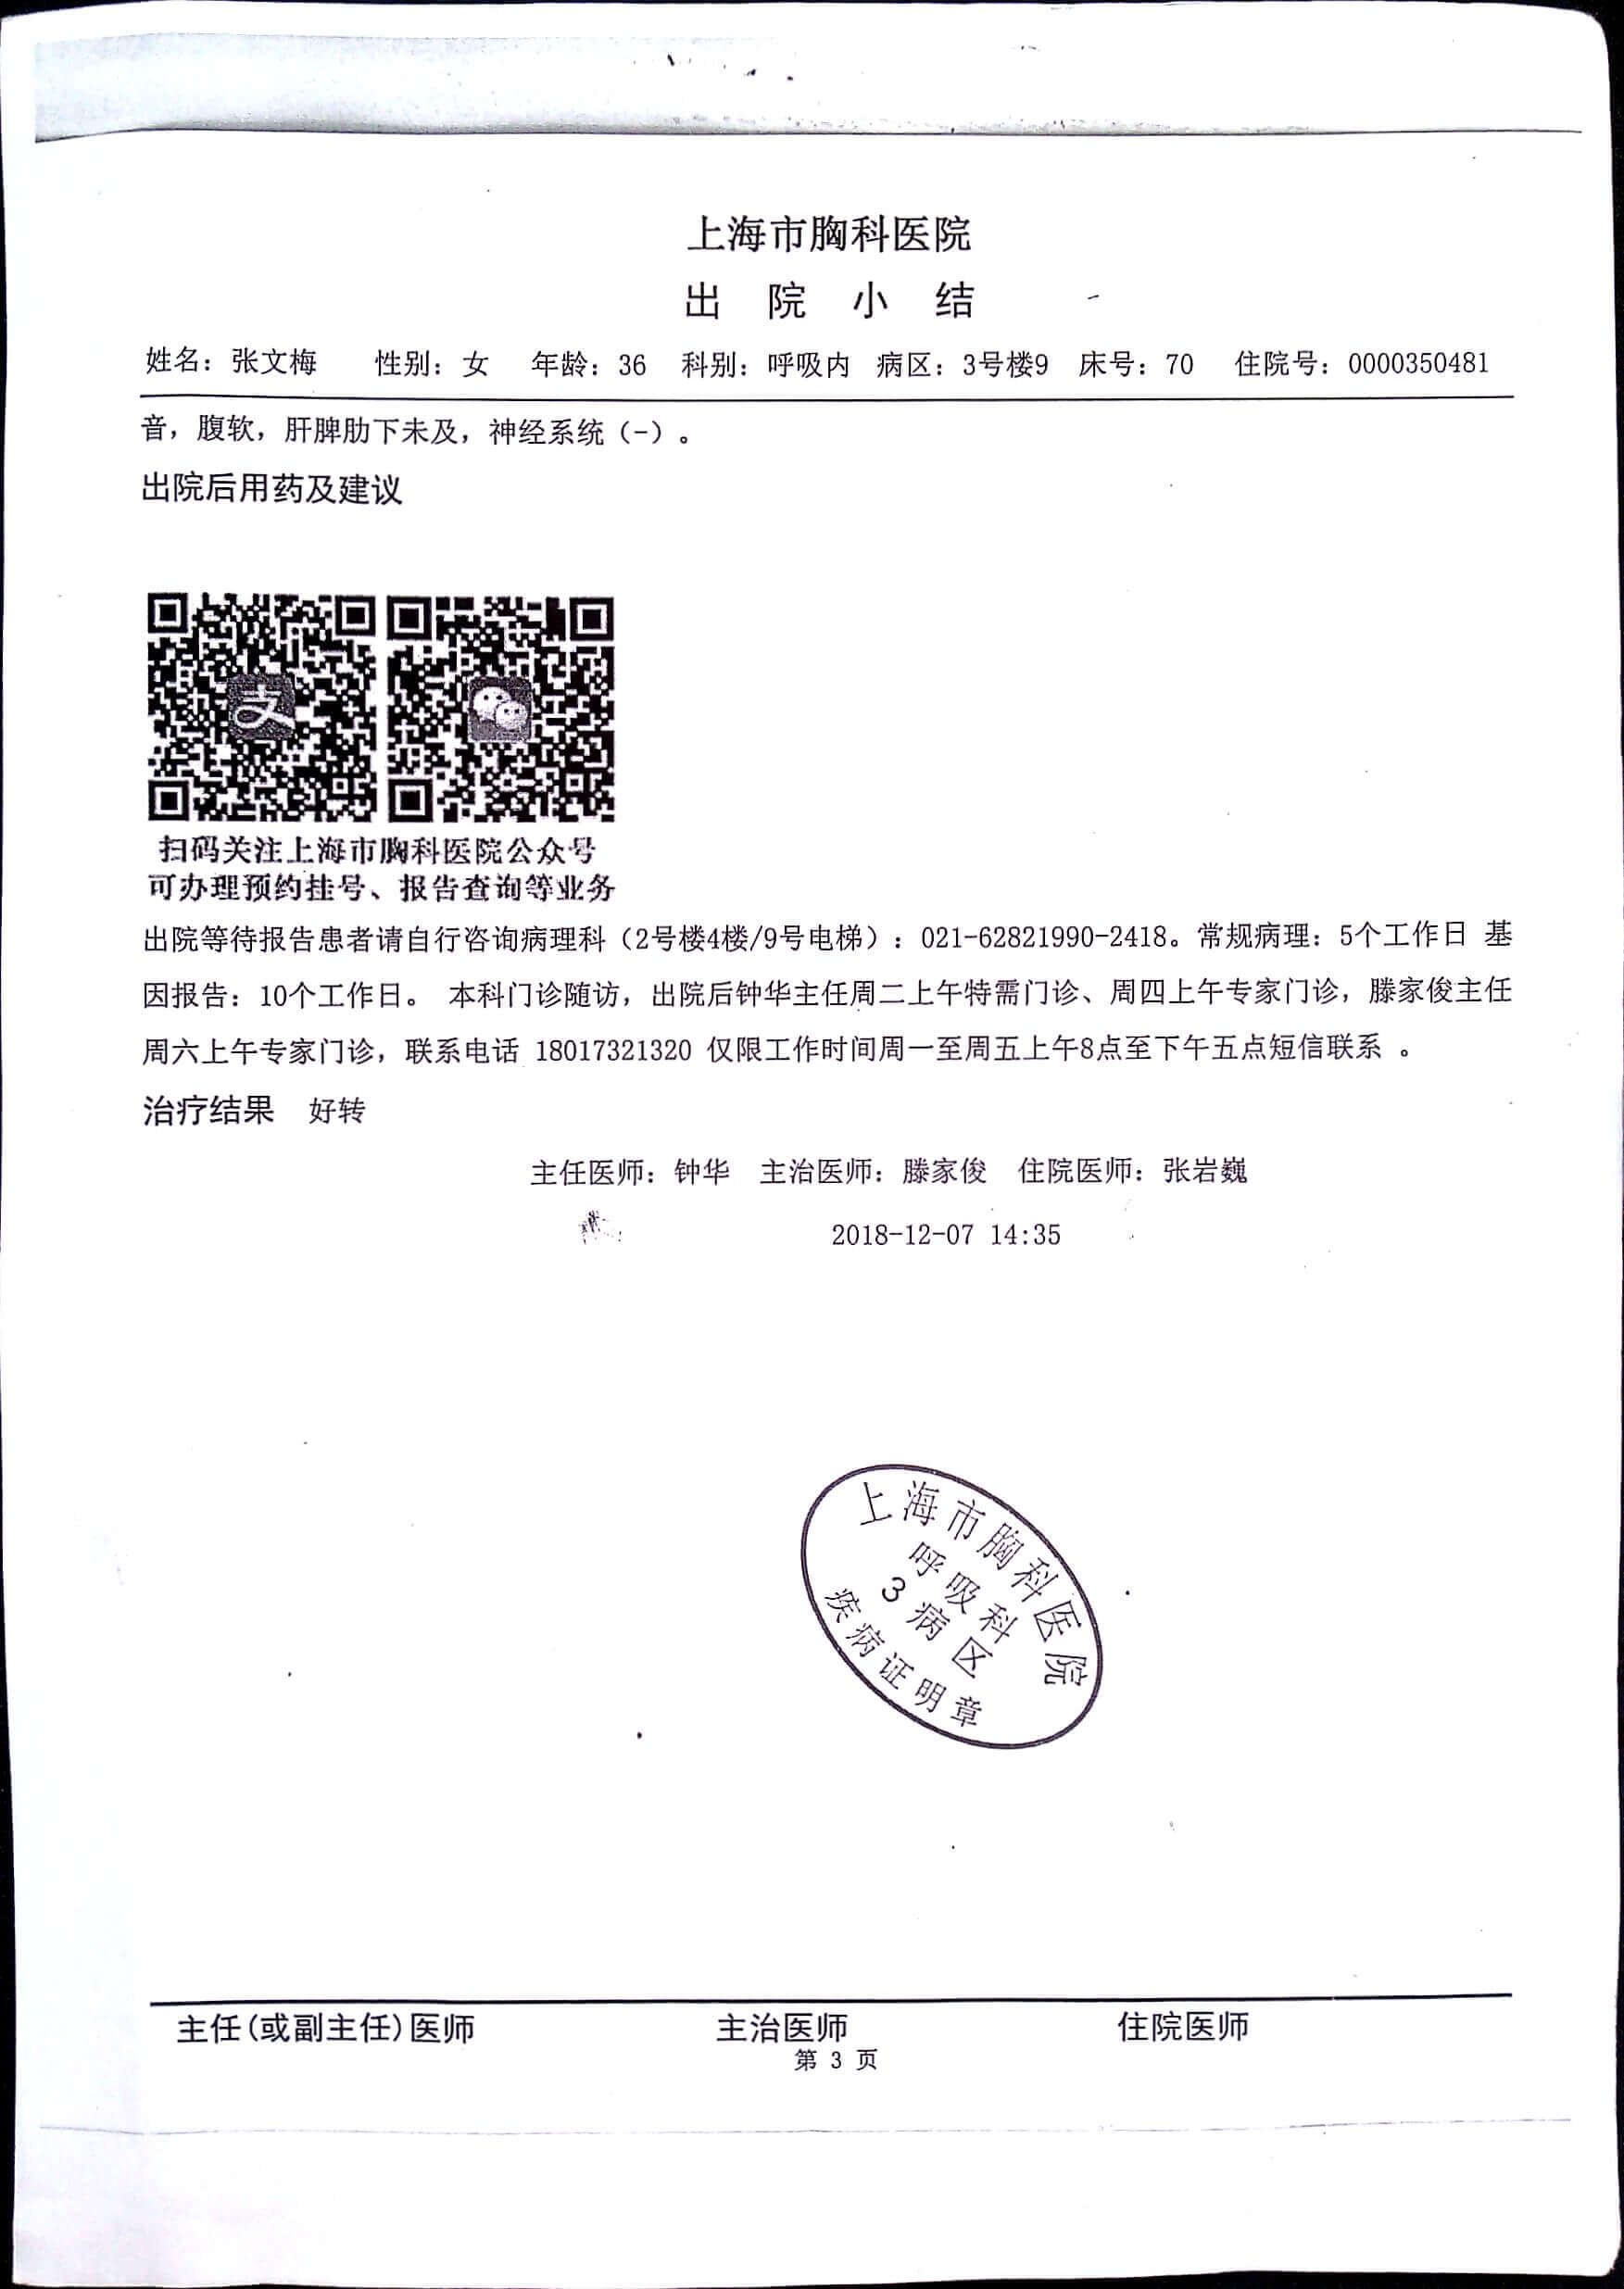 上海市胸科医院
出 院 小 结
姓名：张文梅 性别：女 年龄：36 科别：呼吸内 病区：3号楼9 床号：70 住院号：0000350481
音，腹软，肝脾肋下未及，神经系统（-）。
出院后用药及建议
支
扫码关注上海市胸科医院公众号
可办理预约挂号、报告查询等业务
出院等待报告患者请自行咨询病理科（2号楼4楼/9号电梯）：021-62821990-2418。常规病理：5个工作日 基
因报告：10个工作日。 本科门诊随访，出院后钟华主任周二上午特需门诊、周四上午专家门诊，滕家俊主任
周六上午专家门诊，联系电话 18017321320 仅限工作时间周一至周五上午8点至下午五点短信联系 。
治疗结果 好转
主任医师：钟华 主治医师：滕家俊 住院医师：张岩巍
2018-12-07 14:35
上海市胸科医院
呼吸科
3病区
疾病证明章
主任(或副主任)医师 主治医师 住院医师
第 3 页